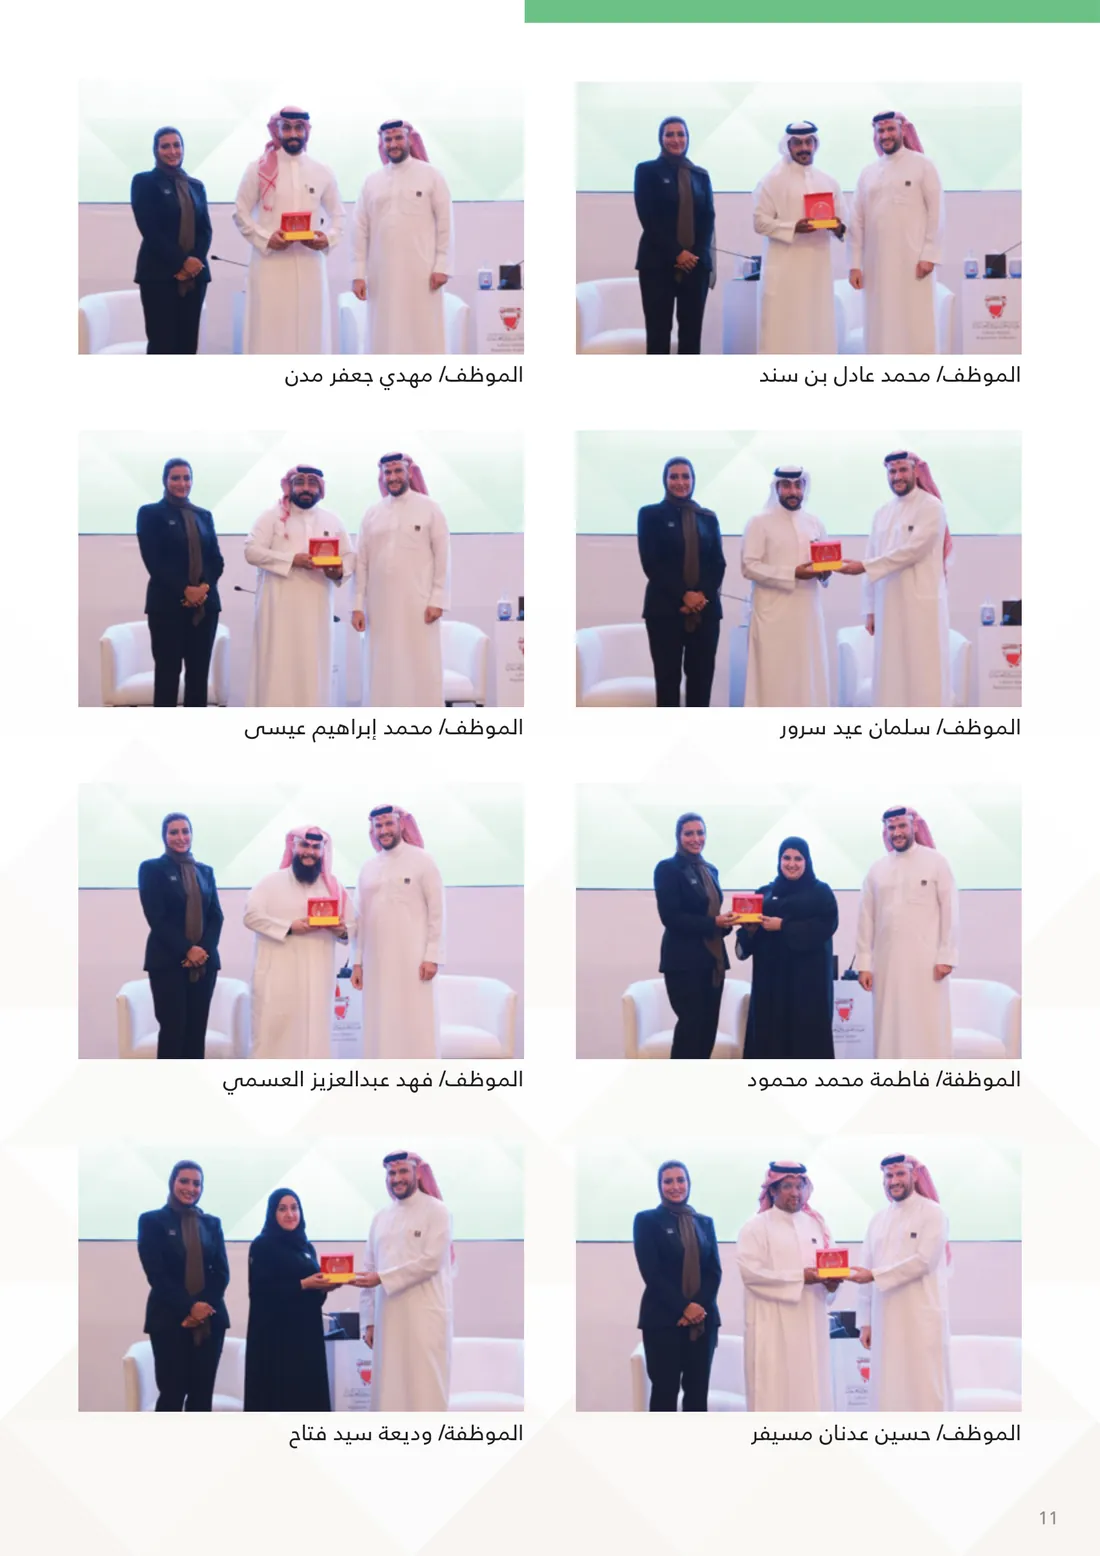 الموظف/ محمد عادل بن سند
الموظف/ مهدي جعفر مدن
الموظف/ سلمان عيد سرور
الموظف/ محمد إبراهيم عيسى
الموظفة/ فاطمة محمد محمود
الموظف/ فهد عبدالعزيز العسمي
الموظف/ حسين عدنان مسيفر
الموظفة/ وديعة سيد فتاح
11